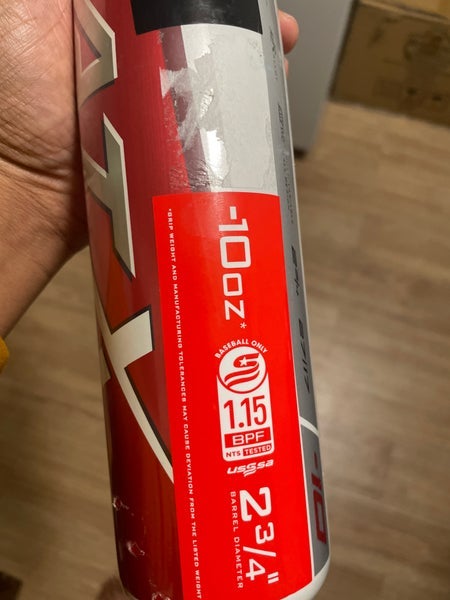 -10oz*
*GRIP WEIGHT AND MANUFACTURING TOLERANCES MAY CAUSE DEVIATION FROM THE LISTED WEIGHT
BASEBALL ONLY
1.15
BPF
NTS TESTED
USSSA
2 3/4"
BARREL DIAMETER
-10